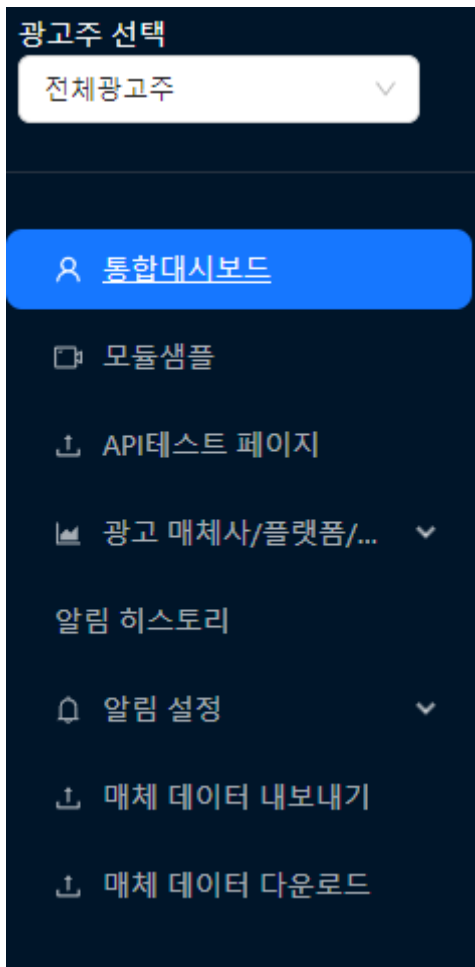 광고주 선택
전체광고주
통합대시보드
모듈샘플
API테스트 페이지
광고 매체사/플랫폼/...
알림 히스토리
알림 설정
매체 데이터 내보내기
매체 데이터 다운로드